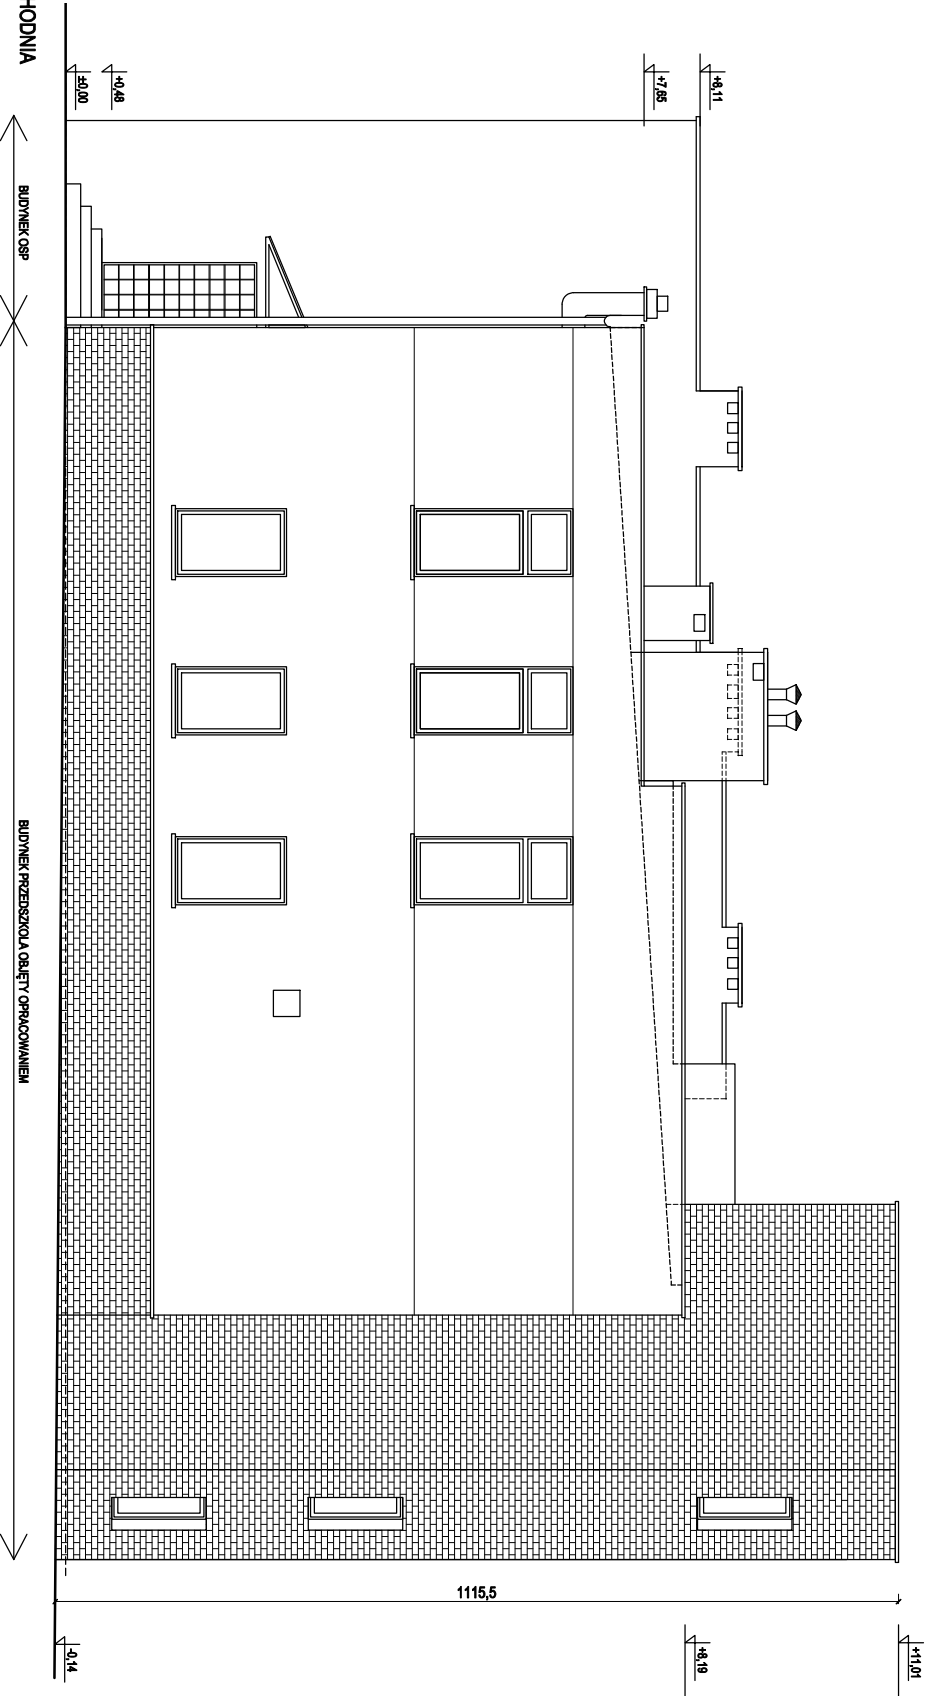 HODNIA
+8,11
+7,65
+0,48
±0,00
BUDYNEK OSP
BUDYNEK PRZEDSZKOLA OBJĘTY OPRACOWANIEM
1115,5
+11,01
+8,19
-0,14